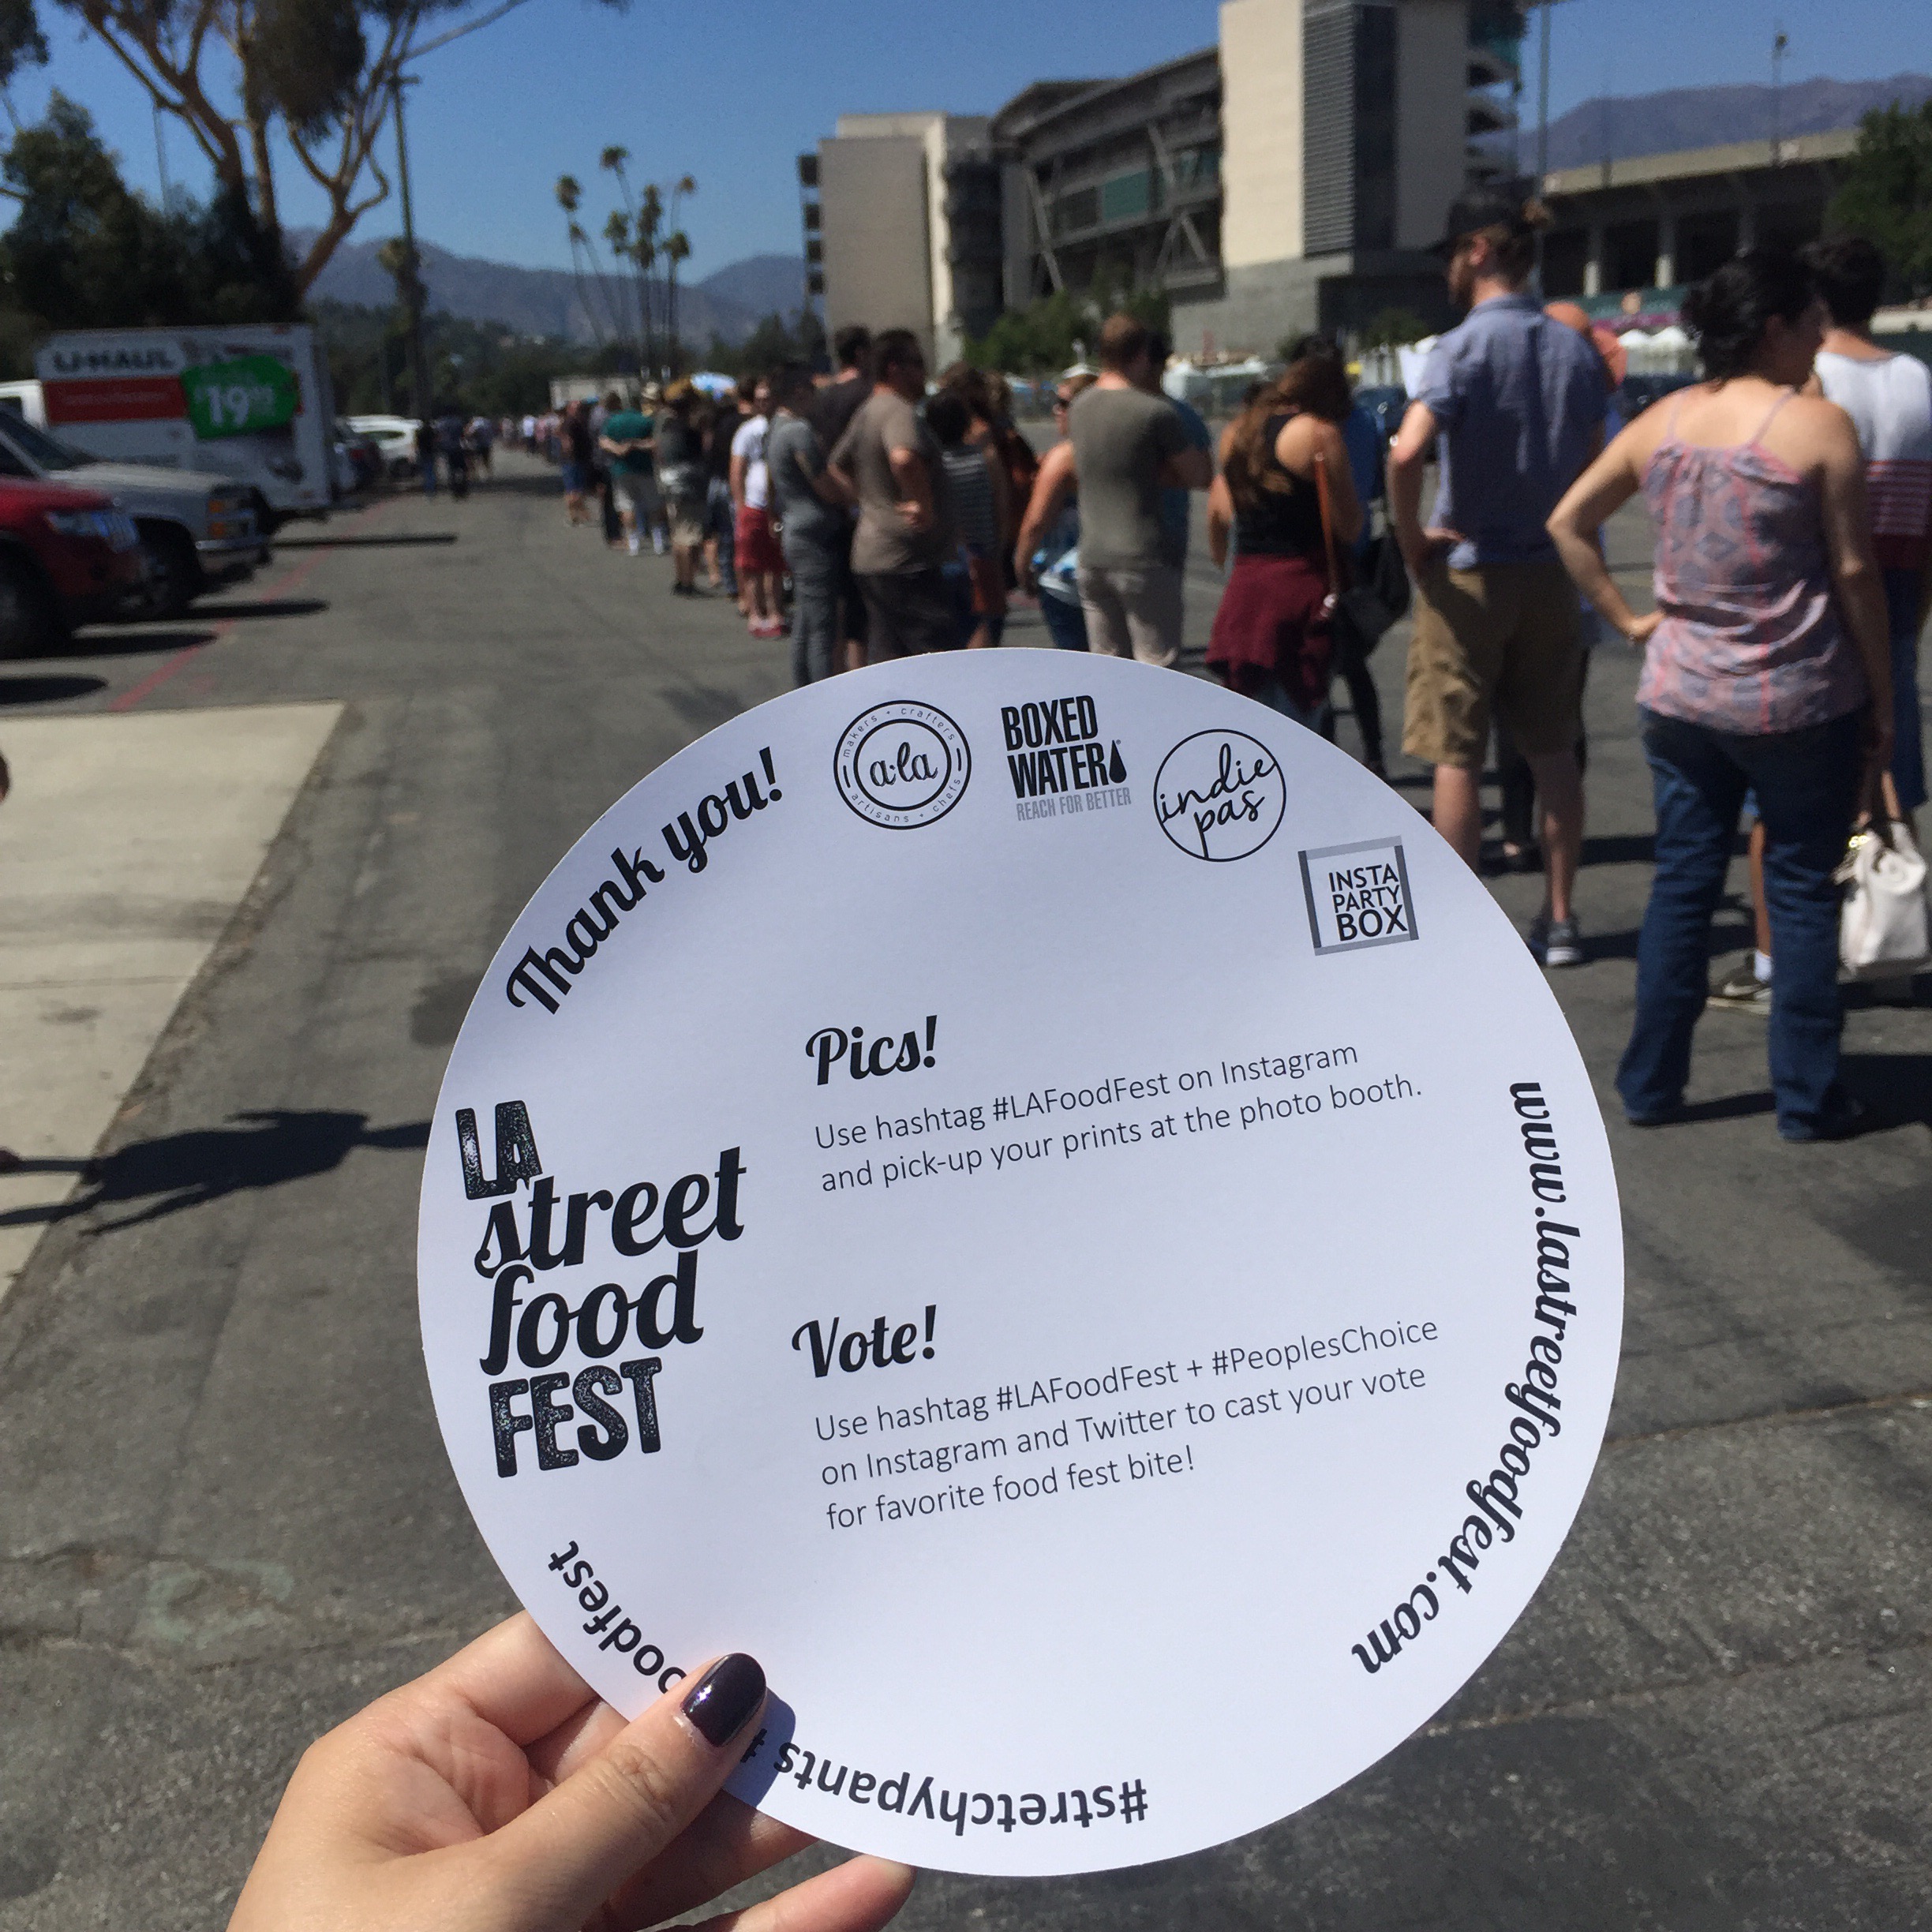 U-HAUL
$19.95
Thank you!
makers • crafters
a·la
artisans • chefs
BOXED
WATER
REACH FOR BETTER
indie
pas
INSTA
PARTY
BOX
Pics!
Use hashtag #LAFoodFest on Instagram
and pick-up your prints at the photo booth.
LA
street
food
FEST
Vote!
Use hashtag #LAFoodFest + #PeoplesChoice
on Instagram and Twitter to cast your vote
for favorite food fest bite!
www.lastreetfoodfest.com
#stretchypants #
oodfest